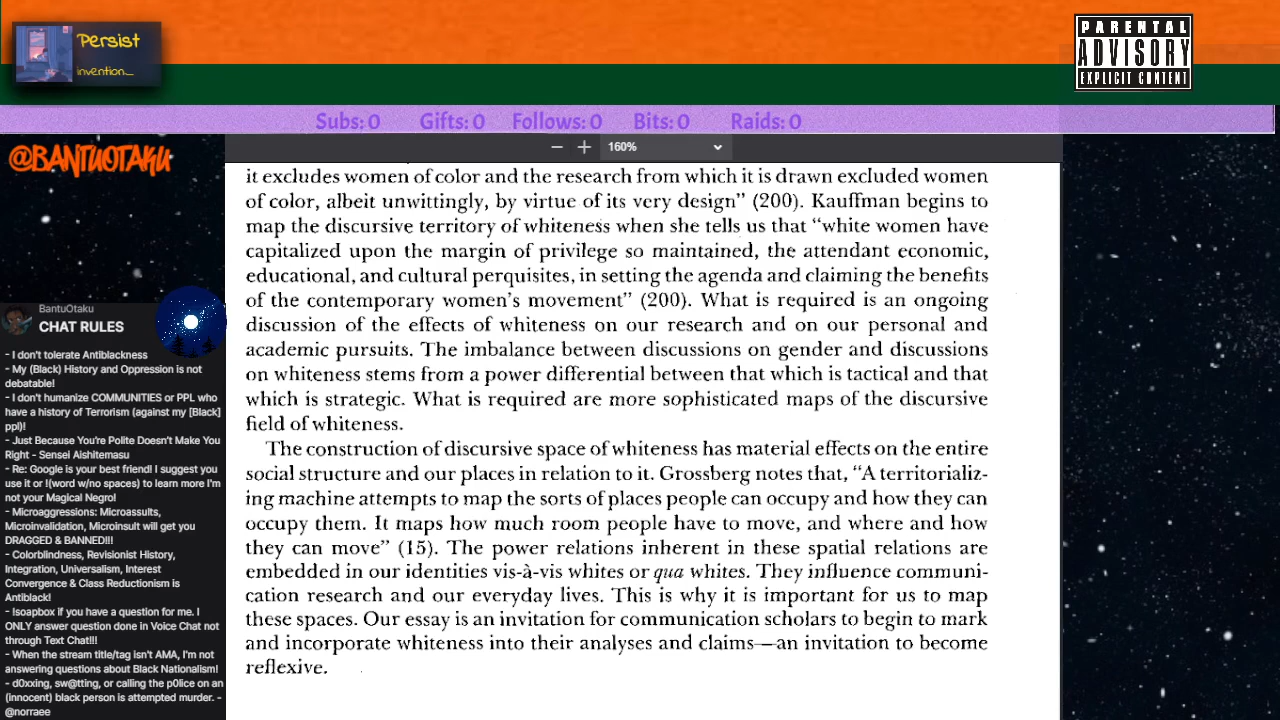 Persist
invention._
PARENTAL
ADVISORY
EXPLICIT CONTENT
Subs: 0 Gifts: 0 Follows: 0 Bits: 0 Raids: 0
@BANTUOTAKU
160%
it excludes women of color and the research from which it is drawn excluded women
of color, albeit unwittingly, by virtue of its very design” (200). Kauffman begins to
map the discursive territory of whiteness when she tells us that “white women have
capitalized upon the margin of privilege so maintained, the attendant economic,
educational, and cultural perquisites, in setting the agenda and claiming the benefits
of the contemporary women’s movement” (200). What is required is an ongoing
discussion of the effects of whiteness on our research and on our personal and
academic pursuits. The imbalance between discussions on gender and discussions
on whiteness stems from a power differential between that which is tactical and that
which is strategic. What is required are more sophisticated maps of the discursive
field of whiteness.
The construction of discursive space of whiteness has material effects on the entire
social structure and our places in relation to it. Grossberg notes that, “A territorializ-
ing machine attempts to map the sorts of places people can occupy and how they can
occupy them. It maps how much room people have to move, and where and how
they can move” (15). The power relations inherent in these spatial relations are
embedded in our identities vis-à-vis whites or qua whites. They influence communi-
cation research and our everyday lives. This is why it is important for us to map
these spaces. Our essay is an invitation for communication scholars to begin to mark
and incorporate whiteness into their analyses and claims—an invitation to become
reflexive.
BantuOtaku
CHAT RULES
- I don't tolerate Antiblackness
- My (Black) History and Oppression is not
debatable!
- I don't humanize COMMUNITIES or PPL who
have a history of Terrorism (against my [Black]
ppl)!
- Just Because You're Polite Doesn't Make You
Right - Sensei Aishitemasu
- Re: Google is your best friend! I suggest you
use it or !(word w/no spaces) to learn more I'm
not your Magical Negro!
- Microaggressions: Microassults,
Microinvalidation, Microinsult will get you
DRAGGED & BANNED!!!
- Colorblindness, Revisionist History,
Integration, Universalism, Interest
Convergence & Class Reductionism is
Antiblack!
- !soapbox if you have a question for me. I
ONLY answer question done in Voice Chat not
through Text Chat!!!
- When the stream title/tag isn't AMA, I'm not
answering questions about Black Nationalism!
- d0xxing, sw@tting, or calling the p0lice on an
(innocent) black person is attempted murder. -
@norraee